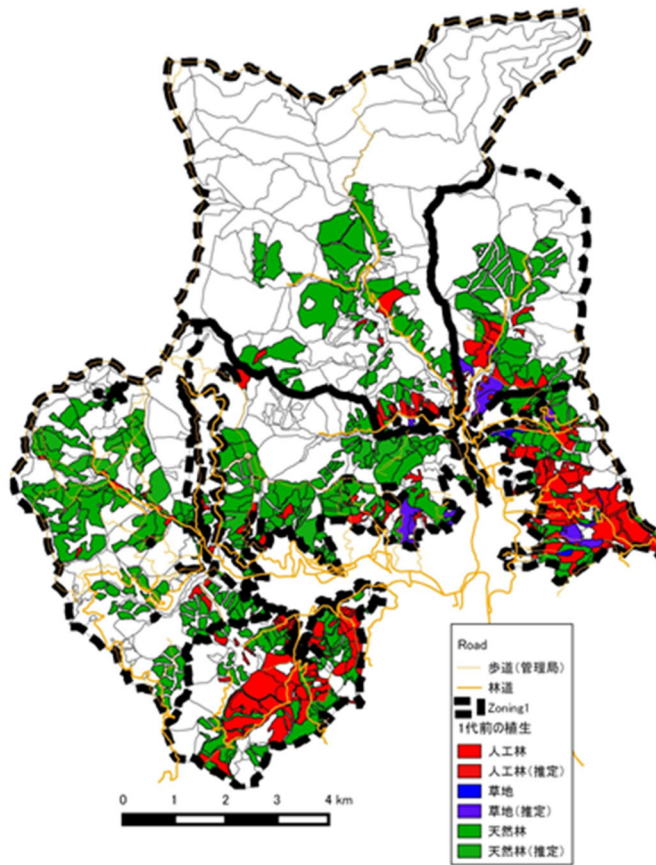 Road
歩道(管理局)
林道
Zoning1
1代前の植生
人工林
人工林(推定)
草地
草地(推定)
天然林
天然林(推定)
0 1 2 4 km